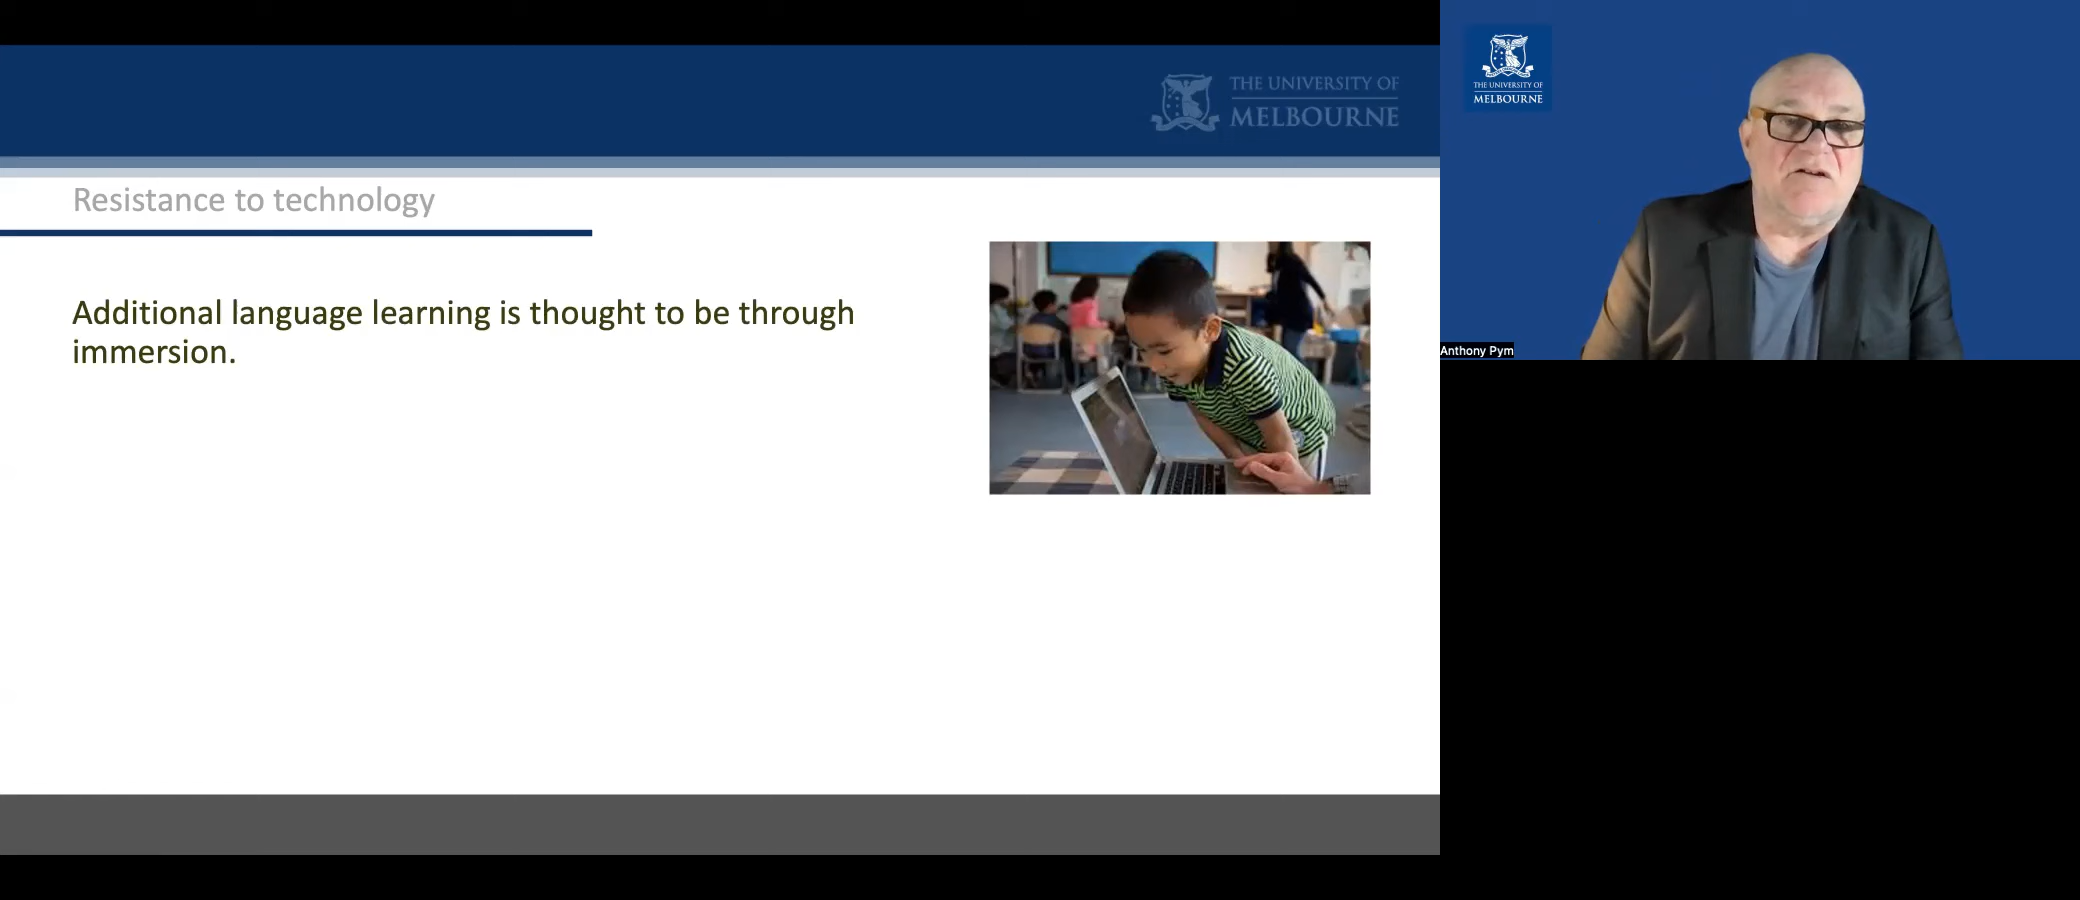 THE UNIVERSITY OF
MELBOURNE
Resistance to technology
Additional language learning is thought to be through
immersion.
THE UNIVERSITY OF
MELBOURNE
Anthony Pym